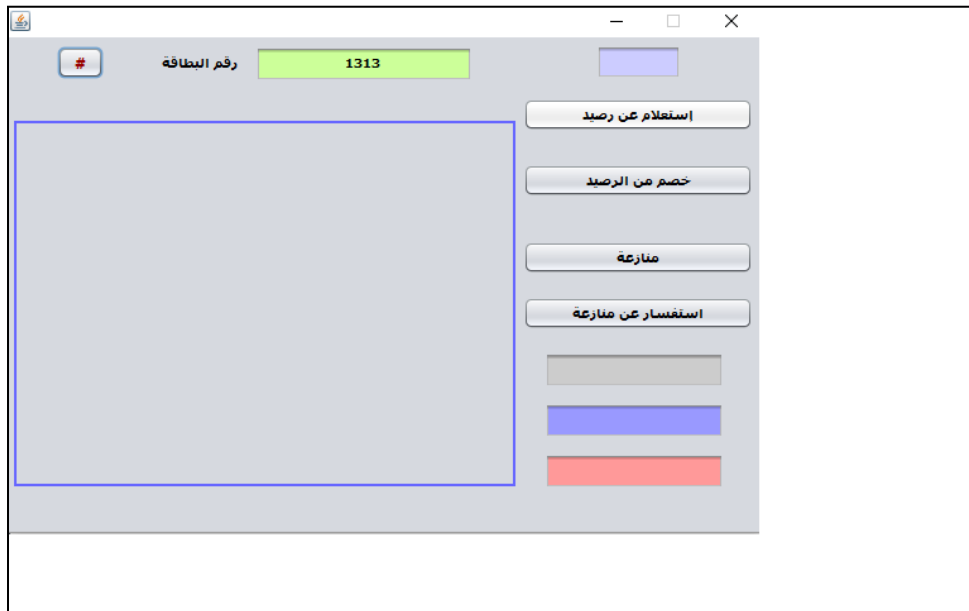 # رقم البطاقة 1313
إستعلام عن رصيد
خصم من الرصيد
منازعة
استفسار عن منازعة